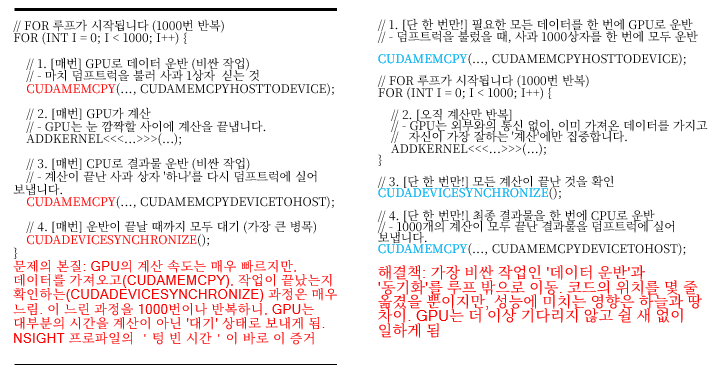 // FOR 루프가 시작됩니다 (1000번 반복)
FOR (INT I = 0; I < 1000; I++) {
// 1. [매번] GPU로 데이터 운반 (비싼 작업)
// - 마치 덤프트럭을 불러 사과 1상자 싣는 것
CUDAMEMCPY(..., CUDAMEMCPYHOSTTODEVICE);
// 2. [매번] GPU가 계산
// - GPU는 눈 깜짝할 사이에 계산을 끝냅니다.
ADDKERNEL<<<...>>>(...);
// 3. [매번] CPU로 결과물 운반 (비싼 작업)
// - 계산이 끝난 사과 상자 '하나'를 다시 덤프트럭에 실어
보냅니다.
CUDAMEMCPY(..., CUDAMEMCPYDEVICETOHOST);
// 4. [매번] 운반이 끝날 때까지 모두 대기 (가장 큰 병목)
CUDADEVICESYNCHRONIZE();
}
문제의 본질: GPU의 계산 속도는 매우 빠르지만,
데이터를 가져오고(CUDAMEMCPY), 작업이 끝났는지
확인하는(CUDADEVICESYNCHRONIZE) 과정은 매우
느림. 이 느린 과정을 1000번이나 반복하니, GPU는
대부분의 시간을 계산이 아닌 '대기' 상태로 보내게 됨.
NSIGHT 프로파일의 '텅 빈 시간'이 바로 이 증거
// 1. [단 한 번만!] 필요한 모든 데이터를 한 번에 GPU로 운반
// - 덤프트럭을 불렀을 때, 사과 1000상자를 한 번에 모두 운반
CUDAMEMCPY(..., CUDAMEMCPYHOSTTODEVICE);
// FOR 루프가 시작됩니다 (1000번 반복)
FOR (INT I = 0; I < 1000; I++) {
// 2. [오직 계산만 반복]
// - GPU는 외부와의 통신 없이, 이미 가져온 데이터를 가지고
// 자신이 가장 잘하는 '계산'에만 집중합니다.
ADDKERNEL<<<...>>>(...);
}
// 3. [단 한 번만!] 모든 계산이 끝난 것을 확인
CUDADEVICESYNCHRONIZE();
// 4. [단 한 번만!] 최종 결과물을 한 번에 CPU로 운반
// - 1000개의 계산이 모두 끝난 결과물을 덤프트럭에 실어
보냅니다.
CUDAMEMCPY(..., CUDAMEMCPYDEVICETOHOST);
해결책: 가장 비싼 작업인 '데이터 운반'과
'동기화'를 루프 밖으로 이동. 코드의 위치를 몇 줄
옮겼을 뿐이지만, 성능에 미치는 영향은 하늘과 땅
차이. GPU는 더 이상 기다리지 않고 쉴 새 없이
일하게 됨